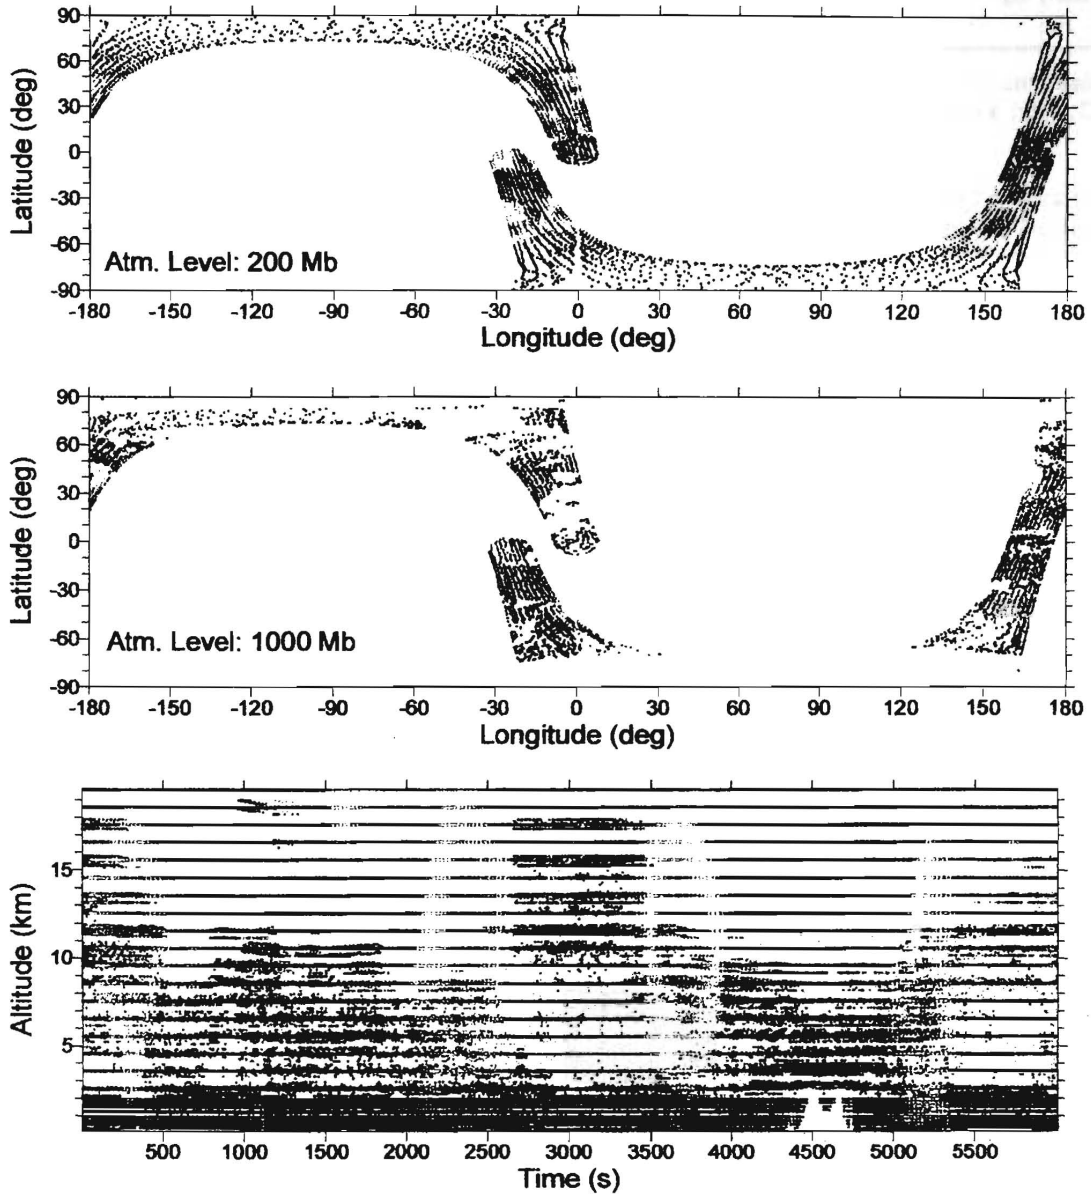 90
60
30
0
-30
-60
-90
Latitude (deg)
Atm. Level: 200 Mb
-180 -150 -120 -90 -60 -30 0 30 60 90 120 150 180
Longitude (deg)
90
60
30
0
-30
-60
-90
Latitude (deg)
Atm. Level: 1000 Mb
-180 -150 -120 -90 -60 -30 0 30 60 90 120 150 180
Longitude (deg)
15
10
5
Altitude (km)
500 1000 1500 2000 2500 3000 3500 4000 4500 5000 5500
Time (s)